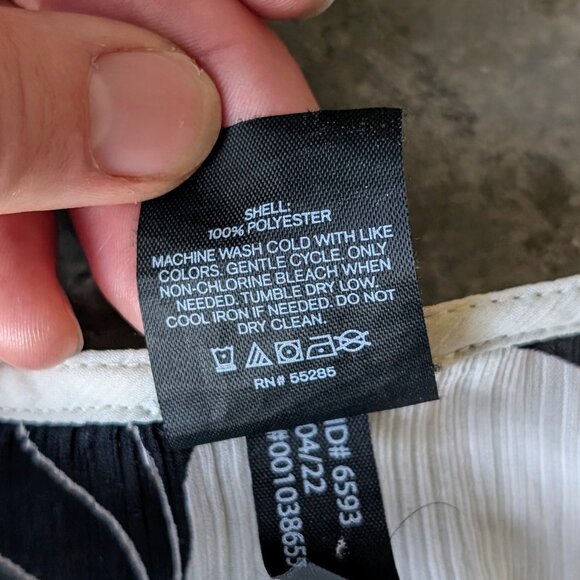 SHELL:
100% POLYESTER
MACHINE WASH COLD WITH LIKE
COLORS. GENTLE CYCLE. ONLY
NON-CHLORINE BLEACH WHEN
NEEDED. TUMBLE DRY LOW.
COOL IRON IF NEEDED. DO NOT
DRY CLEAN.
RN# 55285
ID# 6593
04/22
#001038655